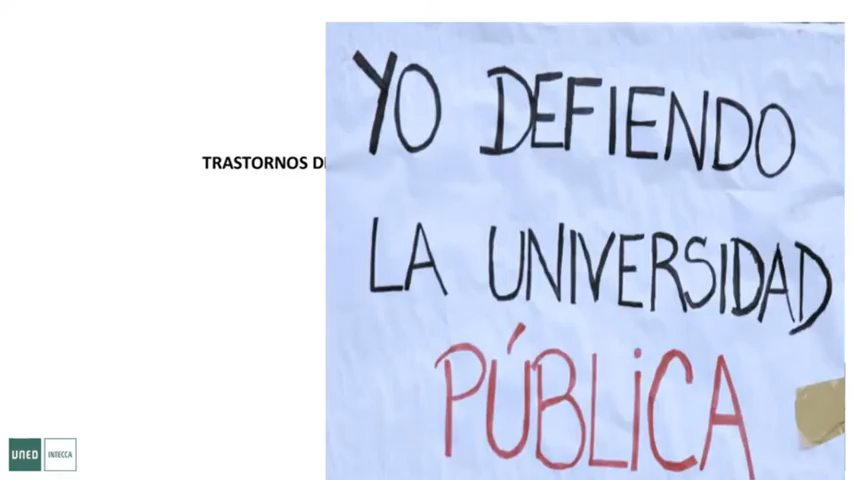 YO DEFIENDO
LA UNIVERSIDAD
PÚBLICA
TRASTORNOS
UNED
INTECCA